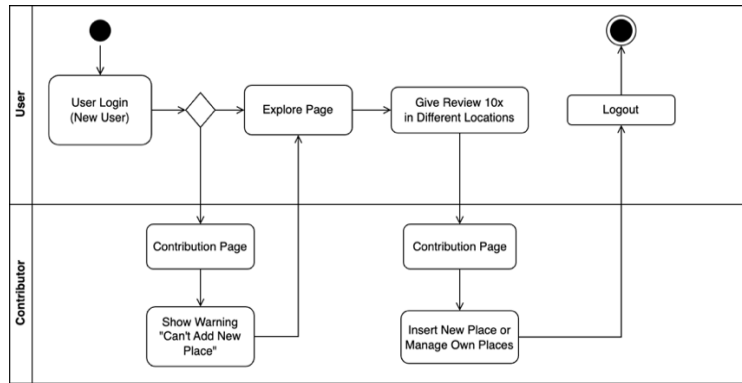 User
User Login
(New User)
Explore Page
Give Review 10x
in Different Locations
Logout
Contributor
Contribution Page
Contribution Page
Show Warning
"Can't Add New
Place"
Insert New Place or
Manage Own Places